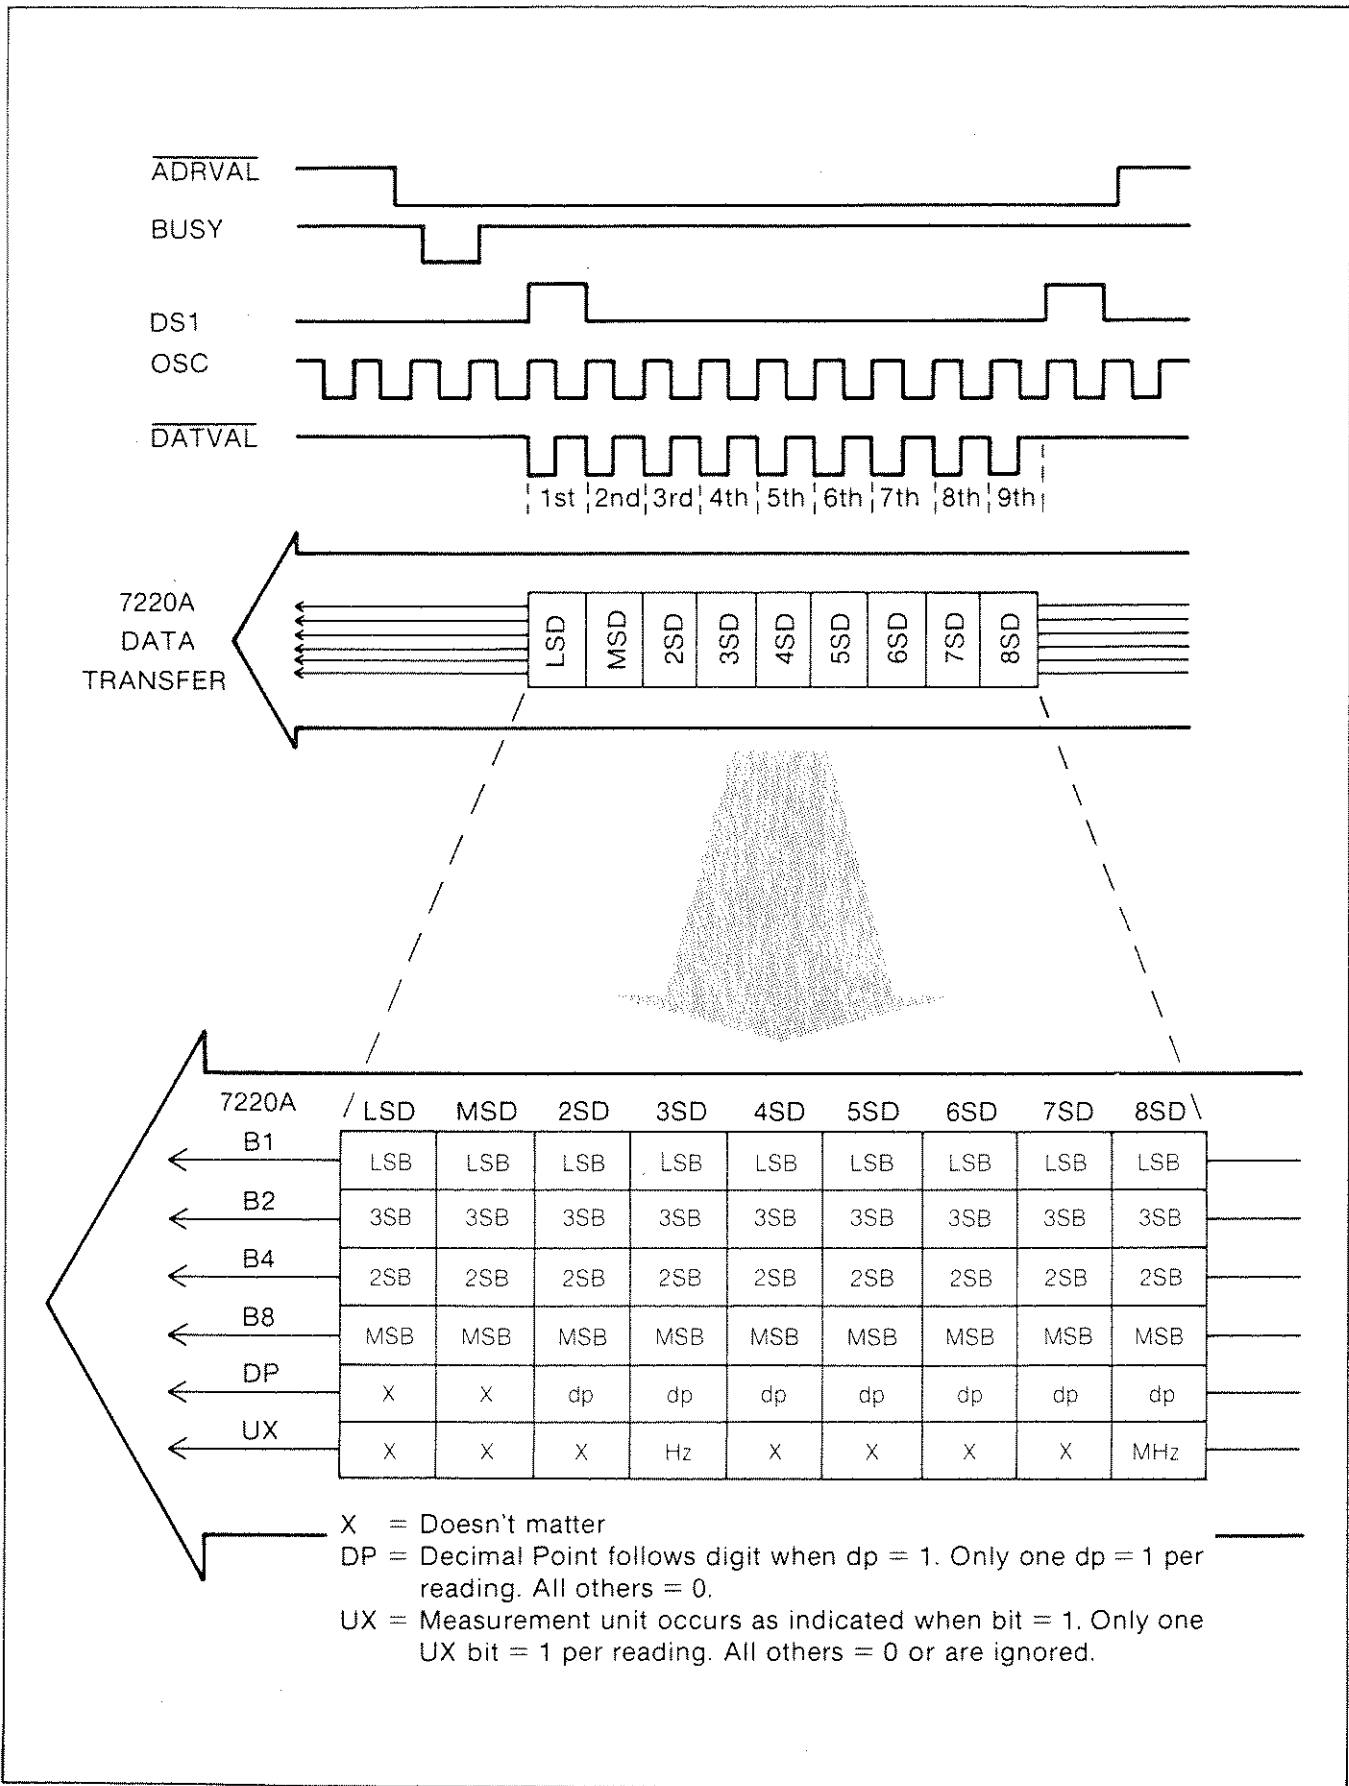 ADRVAL
BUSY
DS1
OSC
DATVAL
1st 2nd 3rd 4th 5th 6th 7th 8th 9th
7220A
DATA
TRANSFER
LSD MSD 2SD 3SD 4SD 5SD 6SD 7SD 8SD
7220A LSD MSD 2SD 3SD 4SD 5SD 6SD 7SD 8SD
B1 LSB LSB LSB LSB LSB LSB LSB LSB LSB
B2 3SB 3SB 3SB 3SB 3SB 3SB 3SB 3SB 3SB
B4 2SB 2SB 2SB 2SB 2SB 2SB 2SB 2SB 2SB
B8 MSB MSB MSB MSB MSB MSB MSB MSB MSB
DP X X dp dp dp dp dp dp dp
UX X X X Hz X X X X MHz
X = Doesn't matter
DP = Decimal Point follows digit when dp = 1. Only one dp = 1 per
reading. All others = 0.
UX = Measurement unit occurs as indicated when bit = 1. Only one
UX bit = 1 per reading. All others = 0 or are ignored.